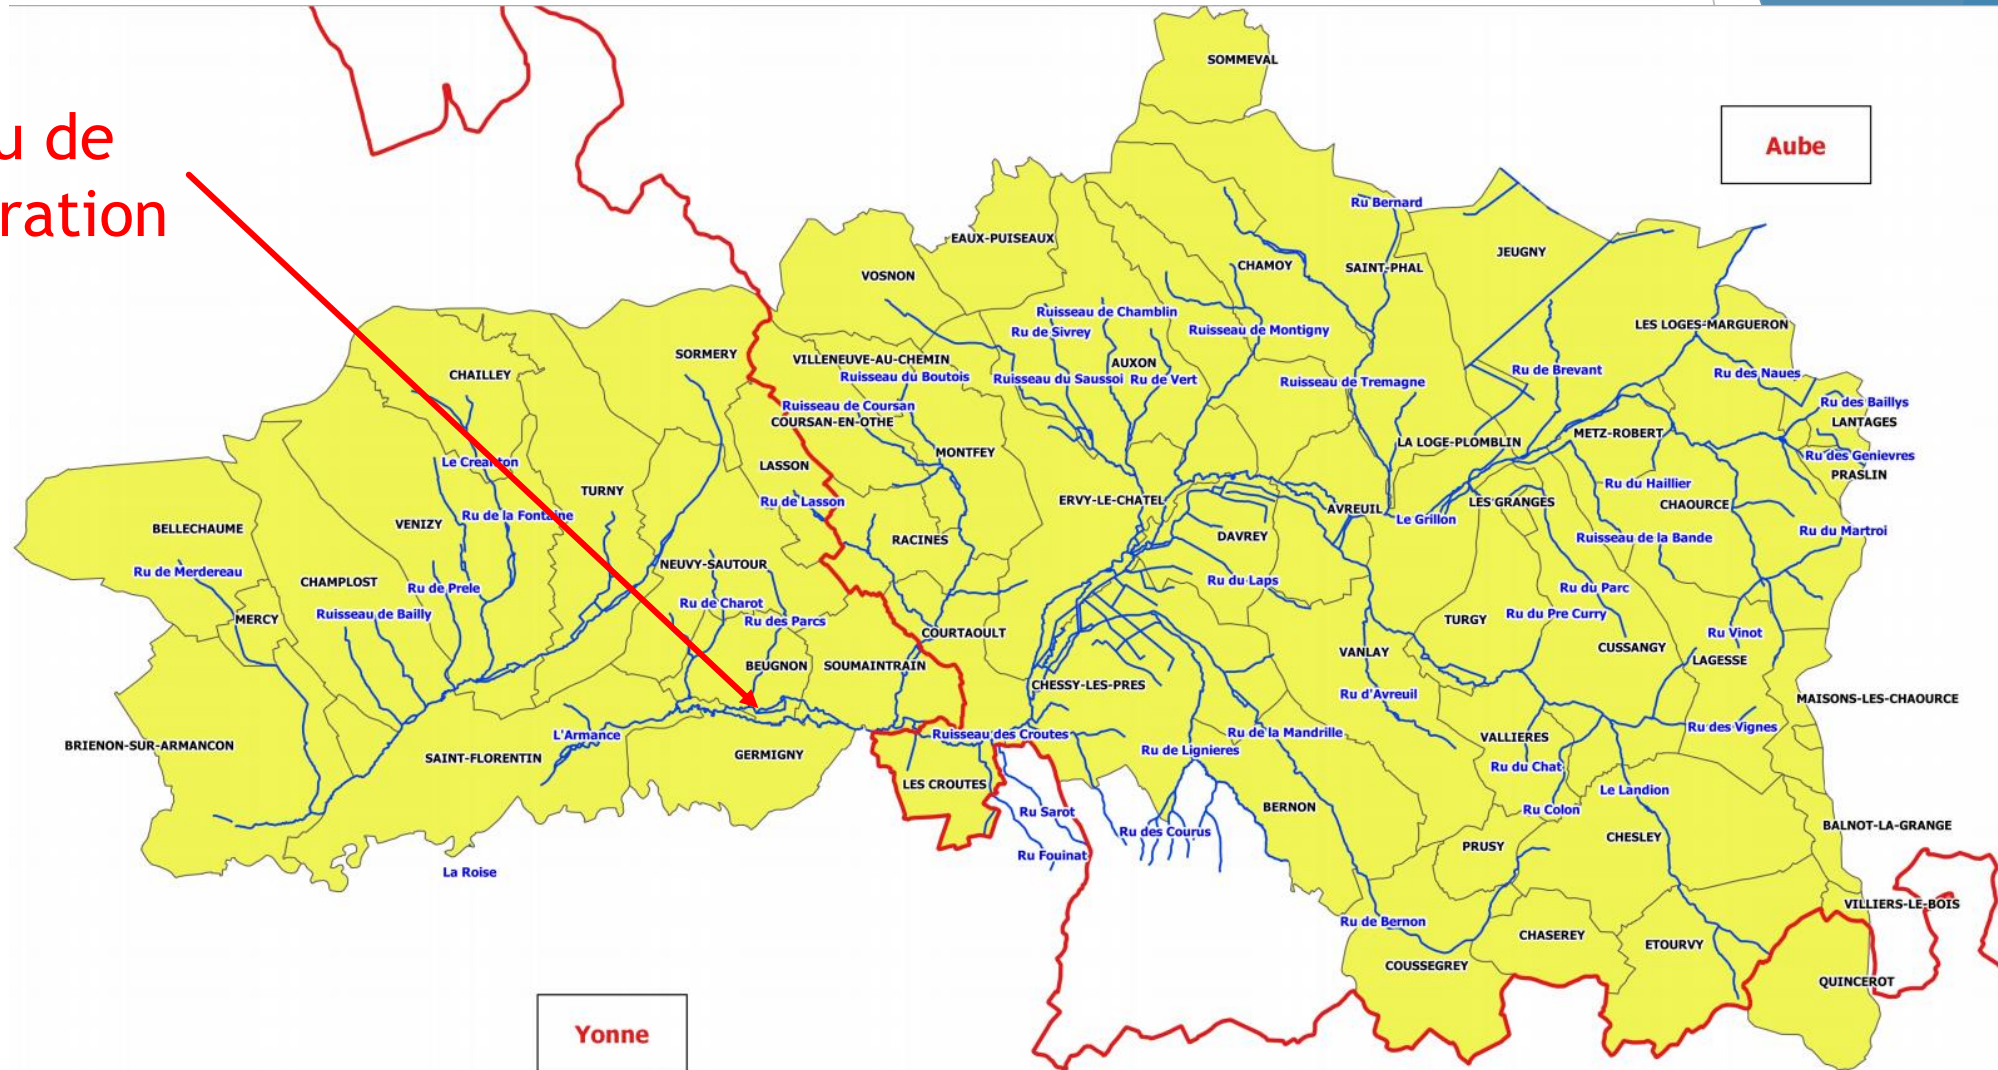 u de
ration
Aube
Yonne
SOMMEVAL
Ru Bernard
EAUX-PUISEAUX
JEUGNY
VOSNON
CHAMOY
SAINT-PHAL
Ruisseau de Chamblin
Ru de Sivrey
Ruisseau de Montigny
LES LOGES-MARGUERON
SORMERY
VILLENEUVE-AU-CHEMIN
AUXON
CHAILLEY
Ruisseau du Boutois
Ruisseau du Saussoi
Ru de Vert
Ruisseau de Tremagne
Ru de Brevant
Ru des Naues
Ruisseau de Coursan
COURSAN-EN-OTHE
Ru des Baillys
LANTAGES
LA LOGE-PLOMBLIN
METZ-ROBERT
MONTFEY
Le Creanton
LASSON
Ru des Genievres
PRASLIN
TURNY
Ru de Lasson
ERVY-LE-CHATEL
Ru du Haillier
LES GRANGES
CHAOURCE
AVREUIL
Le Grillon
BELLECHAUME
VENIZY
Ru de la Fontaine
RACINES
DAVREY
Ruisseau de la Bande
Ru du Martroi
Ru de Merdereau
CHAMPLOST
NEUVY-SAUTOUR
Ru de Prele
Ru du Laps
Ru du Parc
Ru de Charot
MERCY
Ruisseau de Bailly
Ru des Parcs
COURTAOULT
TURGY
Ru du Pre Curry
Ru Vinot
CUSSANGY
LAGESSE
BEUGNON
SOUMAINTRAIN
VANLAY
CHESSY-LES-PRES
Ru d'Avreuil
MAISONS-LES-CHAOURCE
BRIENON-SUR-ARMANCON
L'Armance
Ruisseau des Croutes
Ru de la Mandrille
Ru des Vignes
SAINT-FLORENTIN
GERMIGNY
Ru de Lignieres
VALLIERES
Ru du Chat
LES CROUTES
Le Landion
Ru Sarot
BERNON
Ru Colon
Ru des Courus
CHESLEY
BALNOT-LA-GRANGE
Ru Fouinat
PRUSY
La Roise
VILLIERS-LE-BOIS
Ru de Bernon
CHASEREY
ETOURVY
COUSSEGREY
QUINCEROT